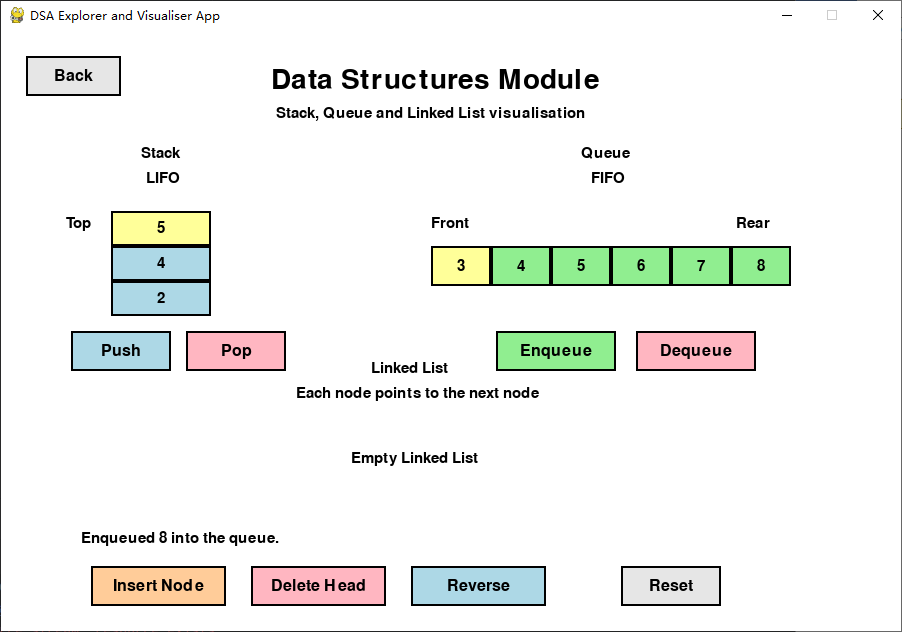 DSA Explorer and Visualiser App
Back
Data Structures Module
Stack, Queue and Linked List visualisation
Stack
LIFO
Queue
FIFO
Top
5
4
2
Front
Rear
3 4 5 6 7 8
Push
Pop
Enqueue
Dequeue
Linked List
Each node points to the next node
Empty Linked List
Enqueued 8 into the queue.
Insert Node
Delete Head
Reverse
Reset